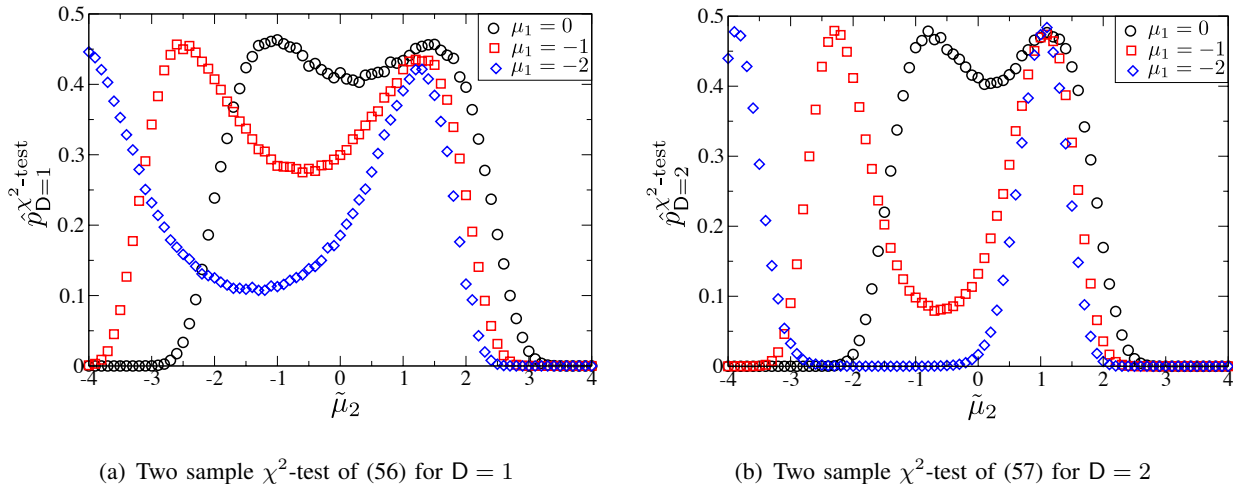 0.5
0.4
0.3
0.2
0.1
0
-4 -3 -2 -1 0 1 2 3 4
p̂_{D=1}^{χ²-test}
μ̃₂
μ₁ = 0
μ₁ = −1
μ₁ = −2
(a) Two sample χ²-test of (56) for D = 1
0.5
0.4
0.3
0.2
0.1
0
-4 -3 -2 -1 0 1 2 3 4
p̂_{D=2}^{χ²-test}
μ̃₂
μ₁ = 0
μ₁ = −1
μ₁ = −2
(b) Two sample χ²-test of (57) for D = 2